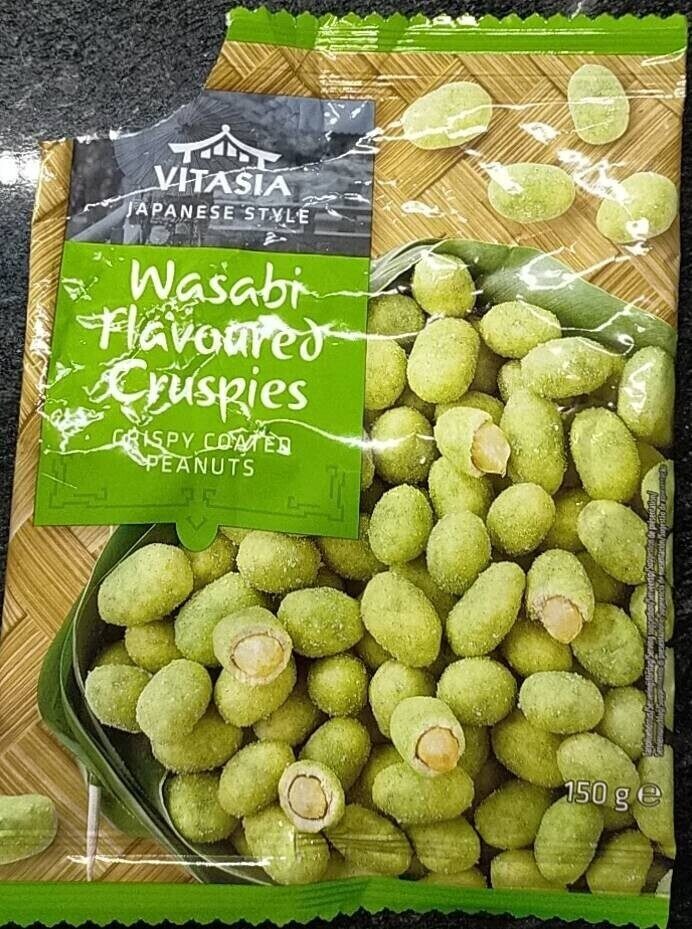 VITASIA
JAPANESE STYLE
Wasabi
Flavoured
Cruspies
CRISPY COATED
PEANUTS
150 g e